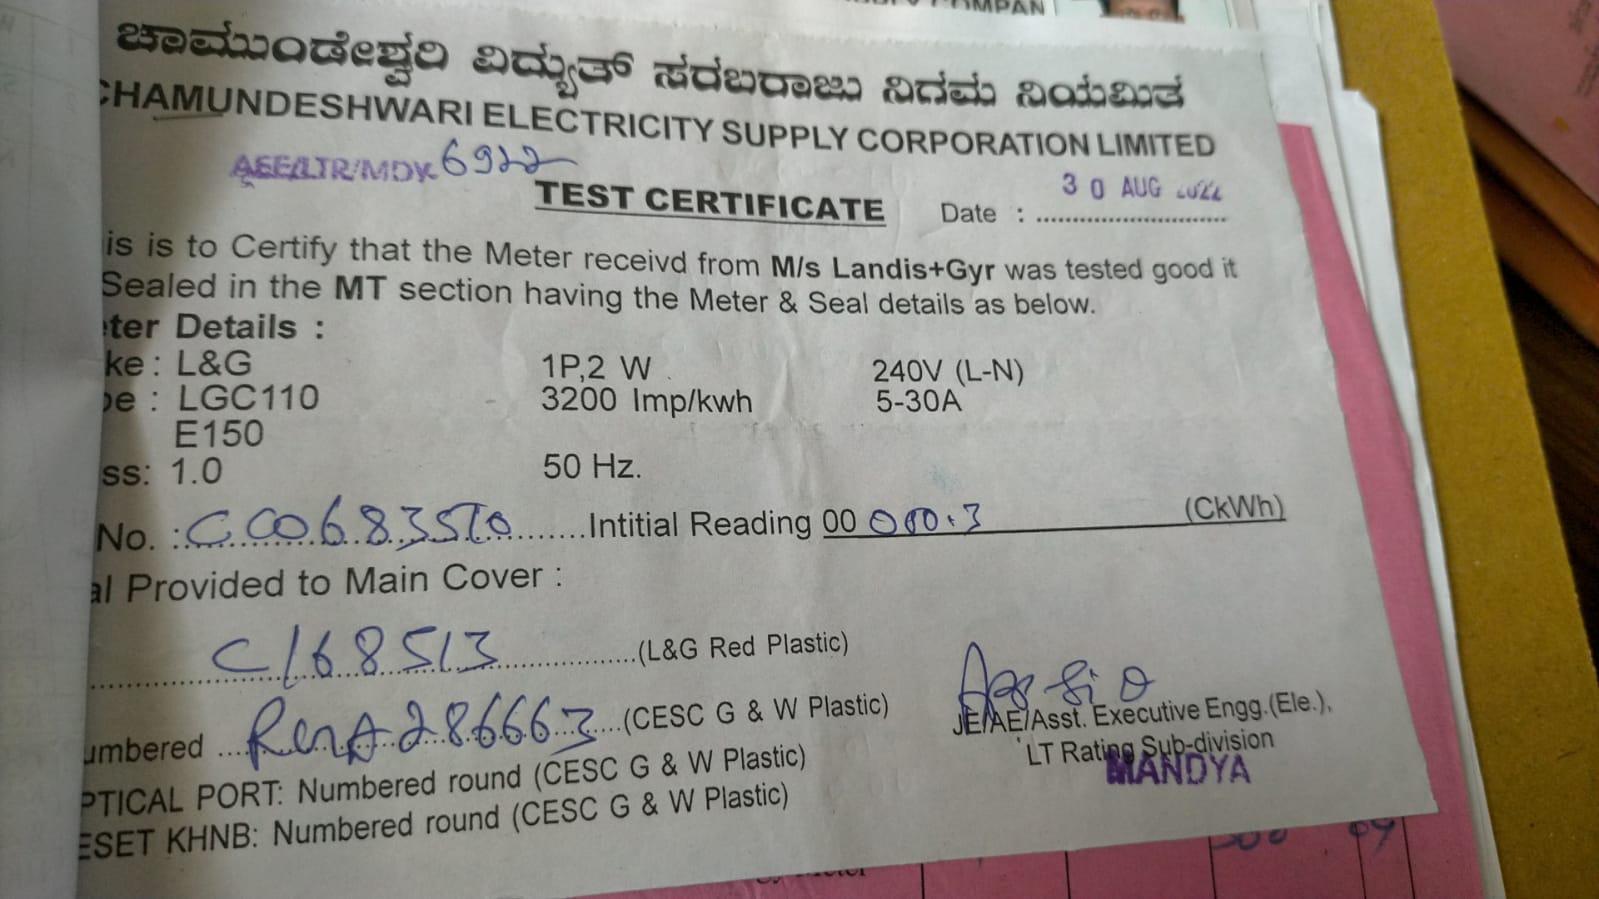 OMPAN
ಚಾಮುಂಡೇಶ್ವರಿ ವಿದ್ಯುತ್ ಸರಬರಾಜು ನಿಗಮ ನಿಯಮಿತ
CHAMUNDESHWARI ELECTRICITY SUPPLY CORPORATION LIMITED
AEE/LTR/MDY. 6922
30 AUG 2022
TEST CERTIFICATE Date : ............................
is is to Certify that the Meter receivd from M/s Landis+Gyr was tested good it
Sealed in the MT section having the Meter & Seal details as below.
ter Details :
ke : L&G 1P,2 W 240V (L-N)
pe : LGC110 3200 Imp/kwh 5-30A
E150
ss: 1.0 50 Hz.
No. : Intitial Reading 00 000.3 (CkWh)
al Provided to Main Cover :
C168513 (L&G Red Plastic)
umbered 286663 (CESC G & W Plastic)
PTICAL PORT: Numbered round (CESC G & W Plastic)
ESET KHNB: Numbered round (CESC G & W Plastic)
JE/AE/Asst. Executive Engg.(Ele.),
LT Rating Sub-division
MANDYA